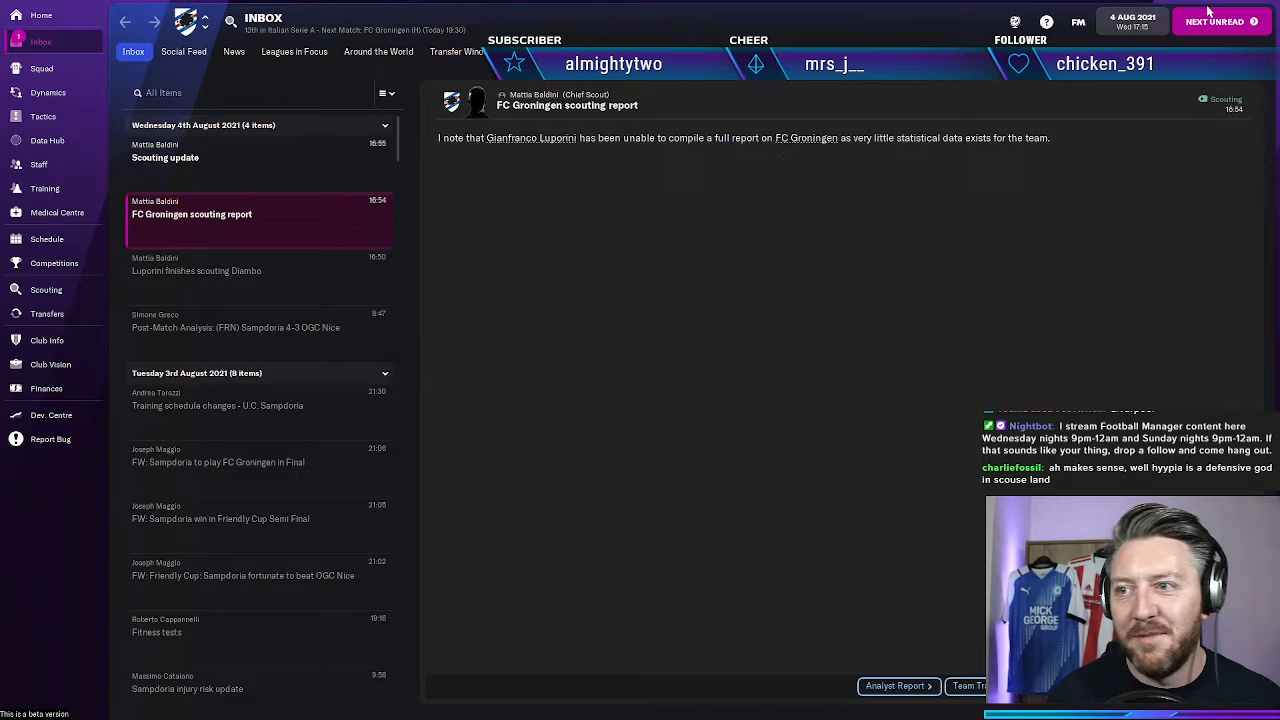 Home
INBOX
13th in Italian Serie A - Next Match: FC Groningen (H) (Today 19:30)
FM
4 AUG 2021
Wed 17:15
NEXT UNREAD
1
Inbox
Inbox
Social Feed
News
Leagues in Focus
Around the World
Transfer Wind
SUBSCRIBER
CHEER
FOLLOWER
almightytwo
mrs_j__
chicken_391
Squad
Dynamics
Tactics
Data Hub
Staff
Training
Medical Centre
Schedule
Competitions
Scouting
Transfers
Club Info
Club Vision
Finances
Dev. Centre
Report Bug
This is a beta version
All Items
Wednesday 4th August 2021 (4 items)
Mattia Baldini 16:55
Scouting update
Mattia Baldini 16:54
FC Groningen scouting report
Mattia Baldini 16:50
Luporini finishes scouting Diambo
Simone Greco 8:47
Post-Match Analysis: (FRN) Sampdoria 4-3 OGC Nice
Tuesday 3rd August 2021 (8 items)
Andrea Tarozzi 21:30
Training schedule changes - U.C. Sampdoria
Joseph Maggio 21:06
FW: Sampdoria to play FC Groningen in Final
Joseph Maggio 21:05
FW: Sampdoria win in Friendly Cup Semi Final
Joseph Maggio 21:02
FW: Friendly Cup: Sampdoria fortunate to beat OGC Nice
Roberto Cappannelli 19:16
Fitness tests
Massimo Catalano 9:58
Sampdoria injury risk update
Mattia Baldini (Chief Scout)
FC Groningen scouting report
Scouting
16:54
I note that Gianfranco Luporini has been unable to compile a full report on FC Groningen as very little statistical data exists for the team.
Nightbot: I stream Football Manager content here
Wednesday nights 9pm-12am and Sunday nights 9pm-12am. If
that sounds like your thing, drop a follow and come hang out.
charliefossil: ah makes sense, well hyypia is a defensive god
in scouse land
Analyst Report
Team Tr
MICK
GEORGE
GROUP